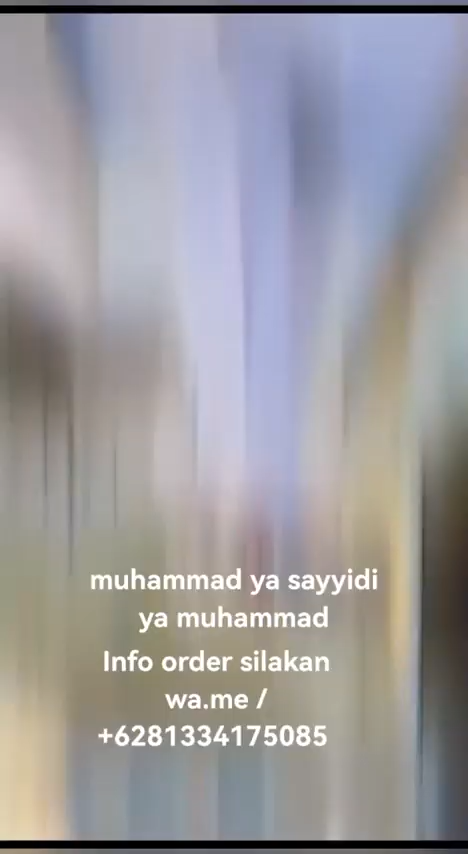 muhammad ya sayyidi
ya muhammad
Info order silakan
wa.me /
+6281334175085